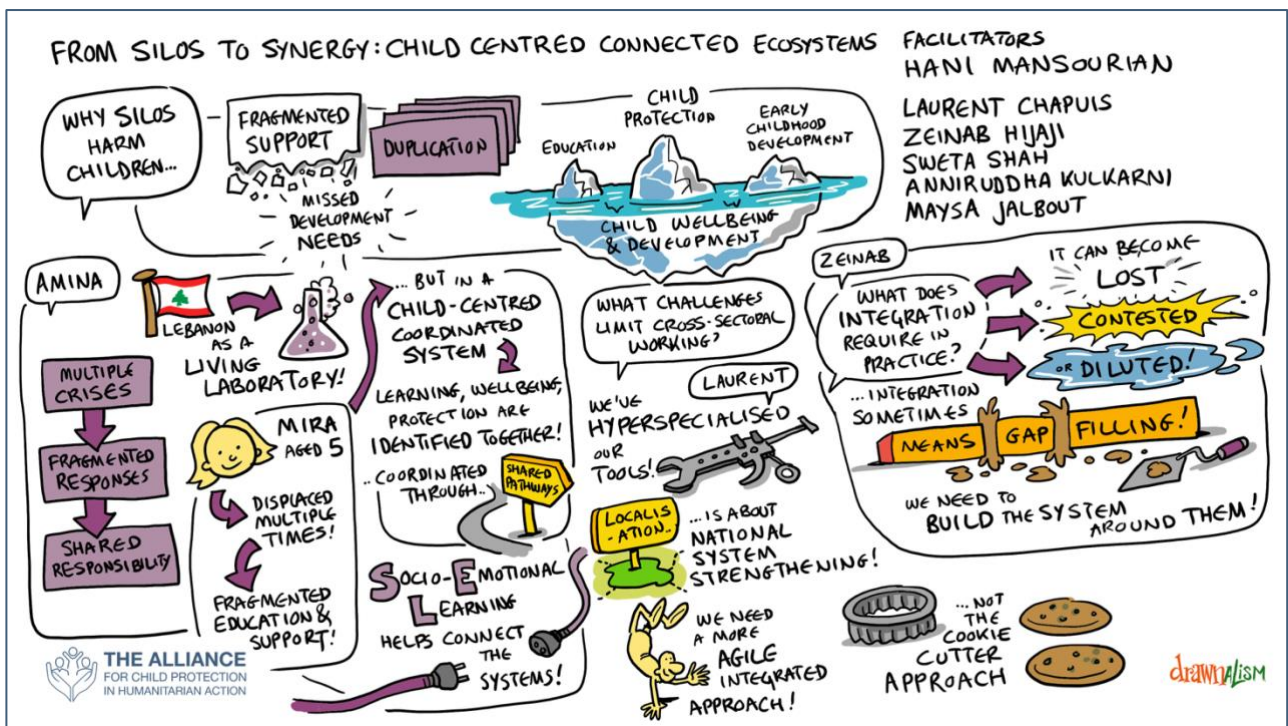 FROM SILOS TO SYNERGY: CHILD CENTRED CONNECTED ECOSYSTEMS
FACILITATORS
HANI MANSOURIAN
LAURENT CHAPUIS
ZEINAB HIJAJI
SWETA SHAH
ANNIRUDDHA KULKARNI
MAYSA JALBOUT
WHY SILOS
HARM
CHILDREN...
FRAGMENTED
SUPPORT
MISSED
DEVELOPMENT
NEEDS
DUPLICATION
EDUCATION
CHILD
PROTECTION
EARLY
CHILDHOOD
DEVELOPMENT
CHILD WELLBEING
& DEVELOPMENT
AMINA
LEBANON
AS A
LIVING
LABORATORY!
MULTIPLE
CRISES
FRAGMENTED
RESPONSES
SHARED
RESPONSIBILITY
MIRA
AGED 5
DISPLACED
MULTIPLE
TIMES!
FRAGMENTED
EDUCATION &
SUPPORT!
...BUT IN A
CHILD-CENTRED
COORDINATED
SYSTEM
LEARNING, WELLBEING,
PROTECTION ARE
IDENTIFIED TOGETHER!
..COORDINATED
THROUGH..
SHARED
PATHWAYS
SOCIO-EMOTIONAL
LEARNING
HELPS CONNECT
THE
SYSTEMS!
WHAT CHALLENGES
LIMIT CROSS-SECTORAL
WORKING?
LAURENT
WE'VE
HYPERSPECIALISED
OUR
TOOLS!
LOCALIS
-ATION..
...IS ABOUT
NATIONAL
SYSTEM
STRENGTHENING!
WE NEED
A MORE
AGILE
INTEGRATED
APPROACH!
ZEINAB
WHAT DOES
INTEGRATION
REQUIRE IN
PRACTICE?
IT CAN BECOME
LOST
CONTESTED
OR DILUTED!
...INTEGRATION
SOMETIMES
MEANS GAP FILLING!
WE NEED TO
BUILD THE SYSTEM
AROUND THEM!
...NOT
THE
COOKIE
CUTTER
APPROACH
THE ALLIANCE
FOR CHILD PROTECTION
IN HUMANITARIAN ACTION
drawnALISM